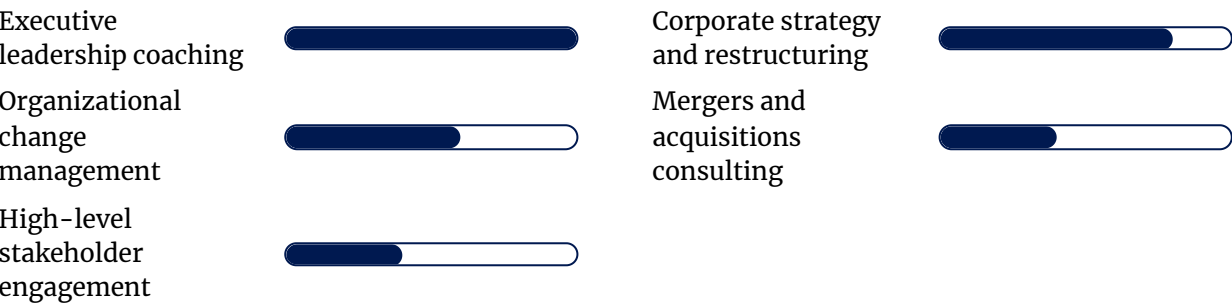 Executive
leadership coaching
Corporate strategy
and restructuring
Organizational
change
management
Mergers and
acquisitions
consulting
High-level
stakeholder
engagement